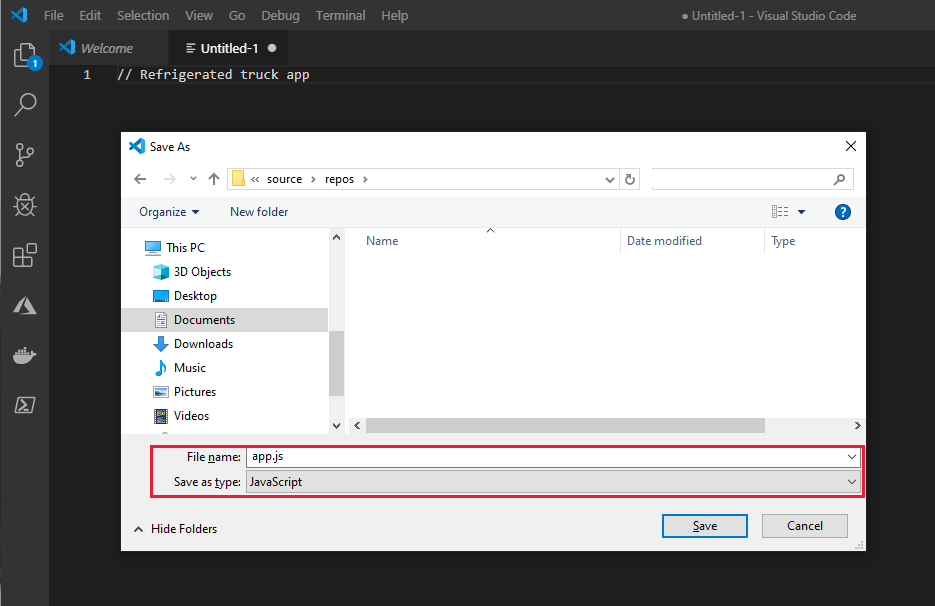 File Edit Selection View Go Debug Terminal Help ● Untitled-1 - Visual Studio Code
Welcome Untitled-1 ●
1
1 // Refrigerated truck app
Save As
« source › repos ›
Organize New folder ?
Name Date modified Type
This PC
3D Objects
Desktop
Documents
Downloads
Music
Pictures
Videos
File name: app.js
Save as type: JavaScript
Hide Folders Save Cancel